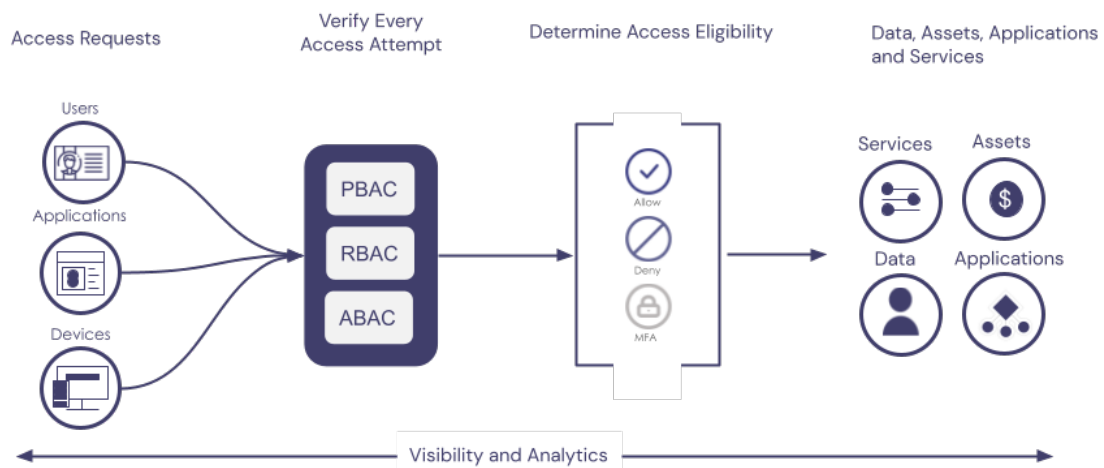 Access Requests
Verify Every
Access Attempt
Determine Access Eligibility
Data, Assets, Applications
and Services
Users
Applications
Devices
PBAC
RBAC
ABAC
Allow
Deny
MFA
Services
Assets
$
Data
Applications
Visibility and Analytics